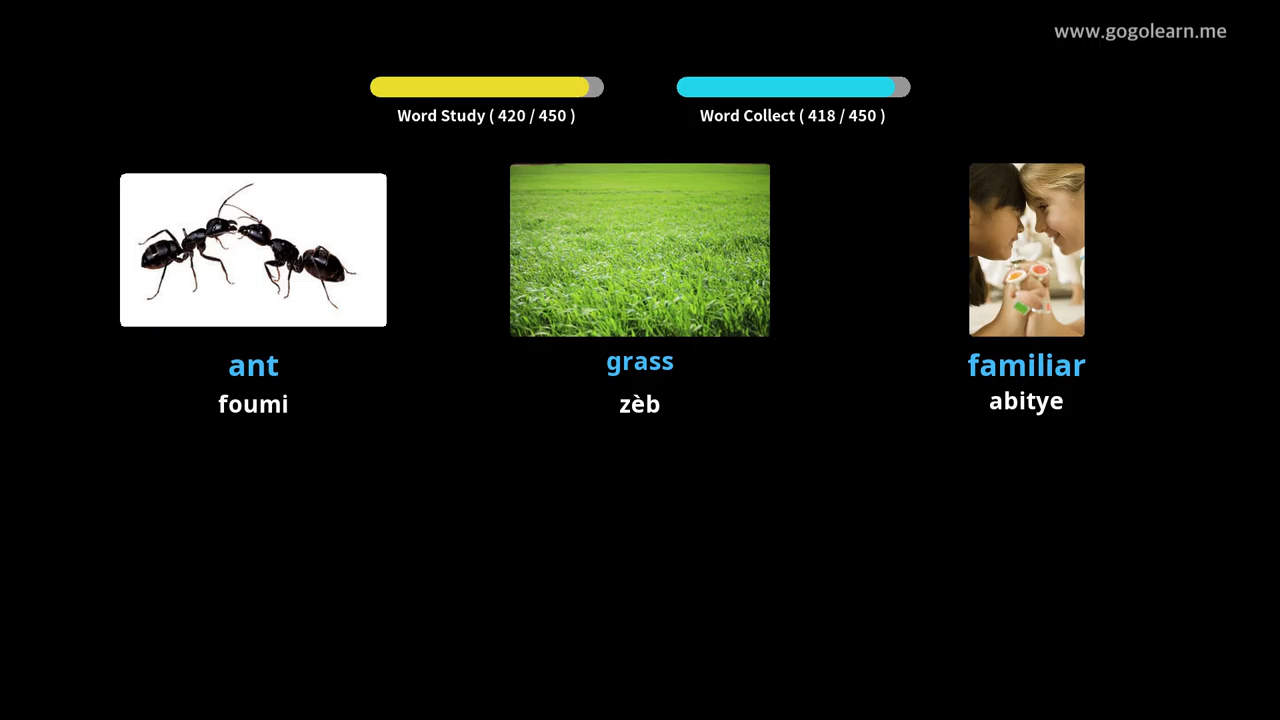 www.gogolearn.me
Word Study ( 420 / 450 )
Word Collect ( 418 / 450 )
ant
foumi
grass
zèb
familiar
abitye